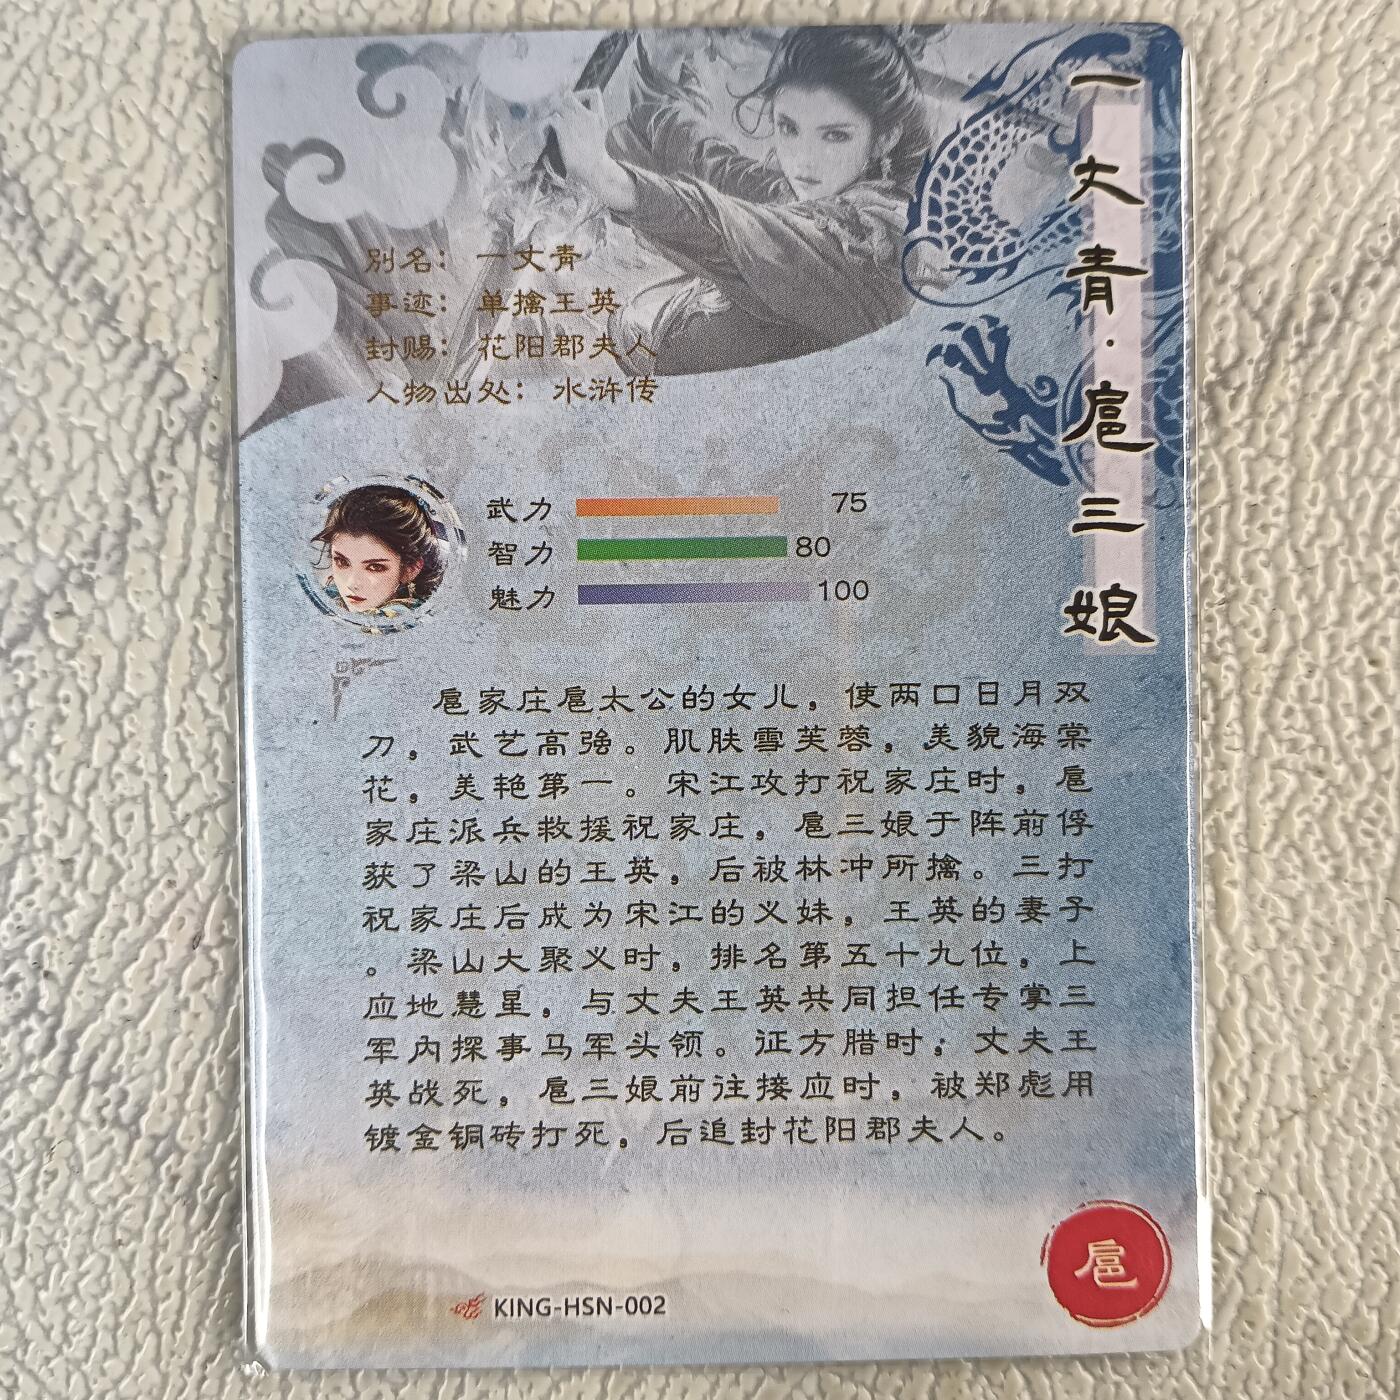 一丈青·扈三娘
别名：一丈青
事迹：单擒王英
封赐：花阳郡夫人
人物出处：水浒传
武力 75
智力 80
魅力 100
扈家庄扈太公的女儿，使两口日月双
刀，武艺高强。肌肤雪芙蓉，美貌海棠
花，美艳第一。宋江攻打祝家庄时，扈
家庄派兵救援祝家庄，扈三娘于阵前俘
获了梁山的王英，后被林冲所擒。三打
祝家庄后成为宋江的义妹，王英的妻子
。梁山大聚义时，排名第五十九位，上
应地慧星，与丈夫王英共同担任专掌三
军内探事马军头领。证方腊时；丈夫王
英战死，扈三娘前往接应时，被郑彪用
镀金铜砖打死，后追封花阳郡夫人。
扈
KING-HSN-002